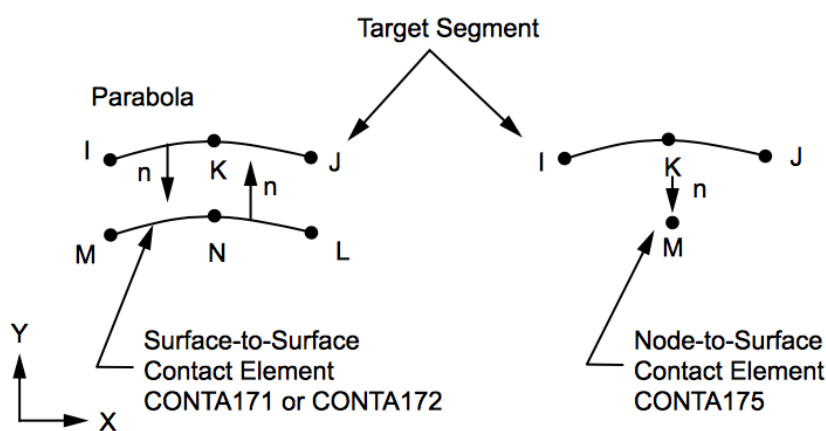 Target Segment
Parabola
I
K
J
n
n
M
N
L
I
K
J
n
M
Y
X
Surface-to-Surface
Contact Element
CONTA171 or CONTA172
Node-to-Surface
Contact Element
CONTA175